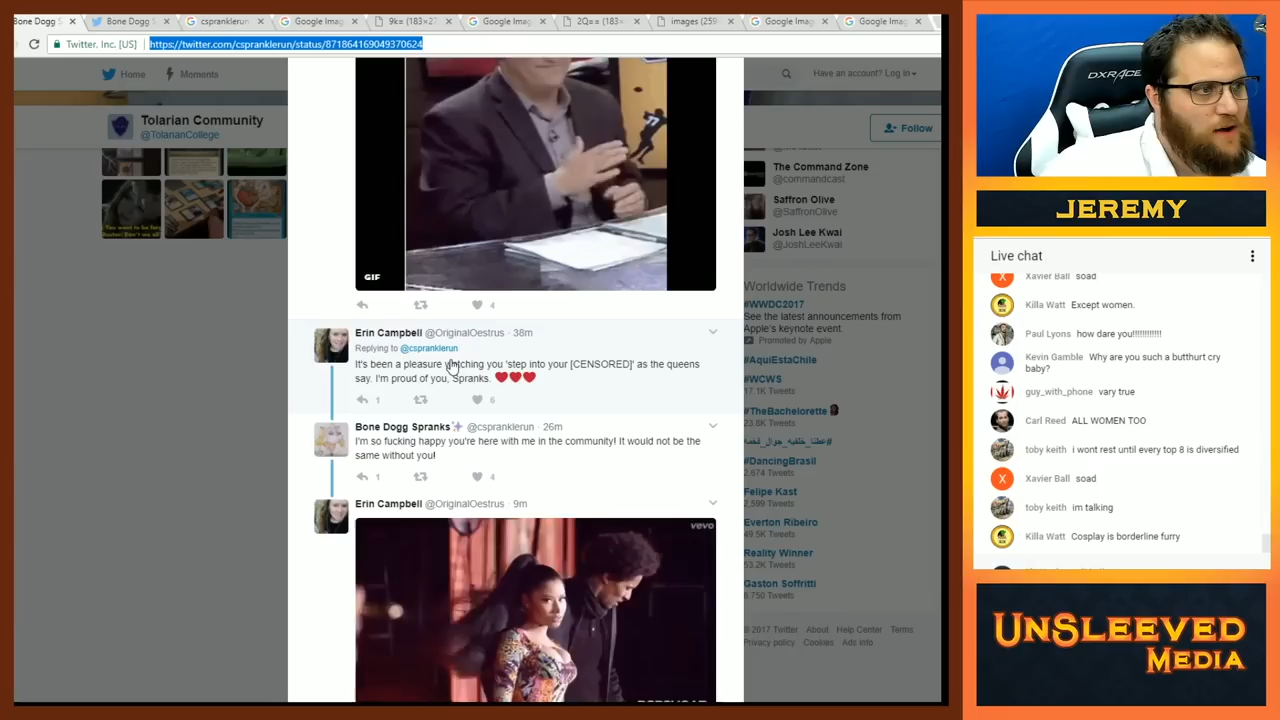 Bone Dogg S
Bone Dogg S
cspranklerun
Google Imag
9k= (183×2
Google Imag
2Q== (183×
images (259
Google Imag
Google Imag
Twitter, Inc. [US]
https://twitter.com/cspranklerun/status/871864169049370624
Home
Moments
Have an account? Log in
Tolarian Community
@TolarianCollege
Follow
The Command Zone
@commandcast
Saffron Olive
@SaffronOlive
Josh Lee Kwai
@JoshLeeKwai
77
GIF
4
Erin Campbell @OriginalOestrus · 38m
Replying to @cspranklerun
It's been a pleasure watching you 'step into your [CENSORED]' as the queens
say. I'm proud of you, Spranks. ❤❤❤
1 6
Bone Dogg Spranks✨ @cspranklerun · 26m
I'm so fucking happy you're here with me in the community! It would not be the
same without you!
1 4
Erin Campbell @OriginalOestrus · 9m
vevo
Worldwide Trends
#WWDC2017
See the latest announcements
from Apple's keynote event.
Promoted by Apple
#AquiEstaChile
#WCWS
17.1K Tweets
#TheBachelorette
23.8K Tweets
#DancingBrasil
2,674 Tweets
Felipe Kast
2,599 Tweets
Everton Ribeiro
49.5K Tweets
Reality Winner
53.2K Tweets
Gaston Soffritti
6,750 Tweets
© 2017 Twitter About Help Center Terms
Privacy policy Cookies Ads info
DXRACER
JEREMY
Live chat
Xavier Ball soad
Killa Watt Except women.
Paul Lyons how dare you!!!!!!!!!!!!
Kevin Gamble Why are you such a butthurt cry
baby?
guy_with_phone vary true
Carl Reed ALL WOMEN TOO
toby keith i wont rest until every top 8 is diversified
Xavier Ball soad
toby keith im talking
Killa Watt Cosplay is borderline furry
UNSLEEVED
MEDIA